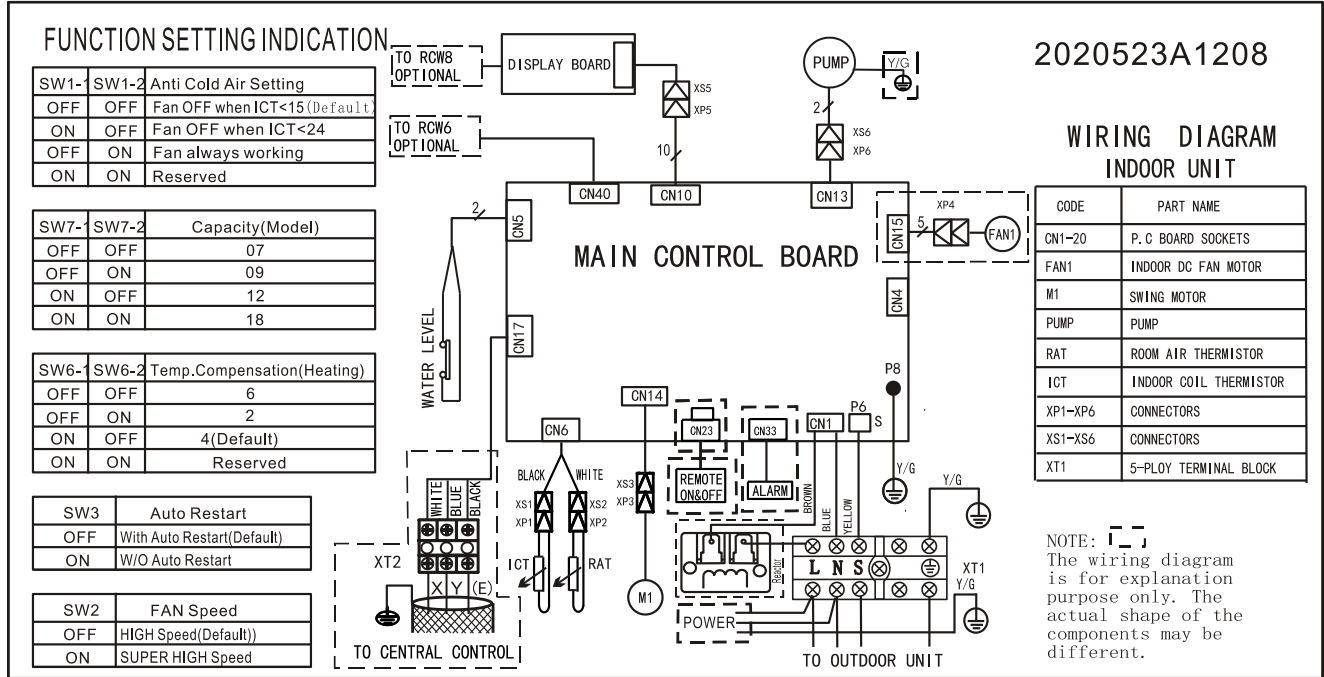 FUNCTION SETTING INDICATION
SW1-1 SW1-2 Anti Cold Air Setting
OFF OFF Fan OFF when ICT<15(Default)
ON OFF Fan OFF when ICT<24
OFF ON Fan always working
ON ON Reserved
SW7-1 SW7-2 Capacity(Model)
OFF OFF 07
OFF ON 09
ON OFF 12
ON ON 18
SW6-1 SW6-2 Temp.Compensation(Heating)
OFF OFF 6
OFF ON 2
ON OFF 4(Default)
ON ON Reserved
SW3 Auto Restart
OFF With Auto Restart(Default)
ON W/O Auto Restart
SW2 FAN Speed
OFF HIGH Speed(Default))
ON SUPER HIGH Speed
TO RCW8
OPTIONAL
DISPLAY BOARD
XS5
XP5
10
TO RCW6
OPTIONAL
PUMP
Y/G
2
XS6
XP6
CN40
CN10
CN13
2
CN5
CN17
WATER LEVEL
MAIN CONTROL BOARD
CN15
5
XP4
FAN1
CN4
P8
Y/G
CN6
CN14
CN23
CN33
CN1
P6
S
BLACK
WHITE
XS1
XP1
XS2
XP2
ICT
RAT
XS3
XP3
M1
REMOTE
ON&OFF
ALARM
BROWN
BLUE
YELLOW
Reactor
L N S
XT1
Y/G
Y/G
POWER
TO OUTDOOR UNIT
WHITE
BLUE
BLACK
XT2
X Y (E)
TO CENTRAL CONTROL
2020523A1208
WIRING DIAGRAM
INDOOR UNIT
CODE PART NAME
CN1-20 P.C BOARD SOCKETS
FAN1 INDOOR DC FAN MOTOR
M1 SWING MOTOR
PUMP PUMP
RAT ROOM AIR THERMISTOR
ICT INDOOR COIL THERMISTOR
XP1-XP6 CONNECTORS
XS1-XS6 CONNECTORS
XT1 5-PLOY TERMINAL BLOCK
NOTE:
The wiring diagram
is for explanation
purpose only. The
actual shape of the
components may be
different.